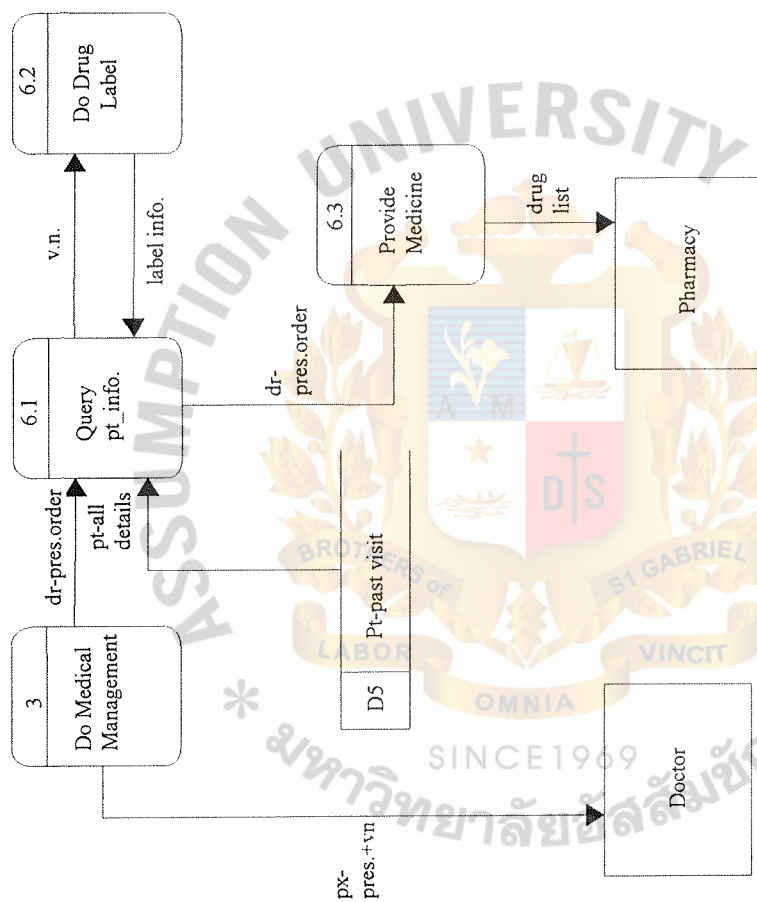 3
Do Medical
Management
dr-pres.order
pt-all
details
6.1
Query
pt_info.
v.n.
label info.
6.2
Do Drug
Label
px-
pres.+vn
D5
Pt-past visit
dr-
pres.order
6.3
Provide
Medicine
drug
list
Doctor
Pharmacy
ASSUMPTION UNIVERSITY
A M
D S
BROTHERS of
S1 GABRIEL
LABOR
OMNIA
VINCIT
SINCE1969